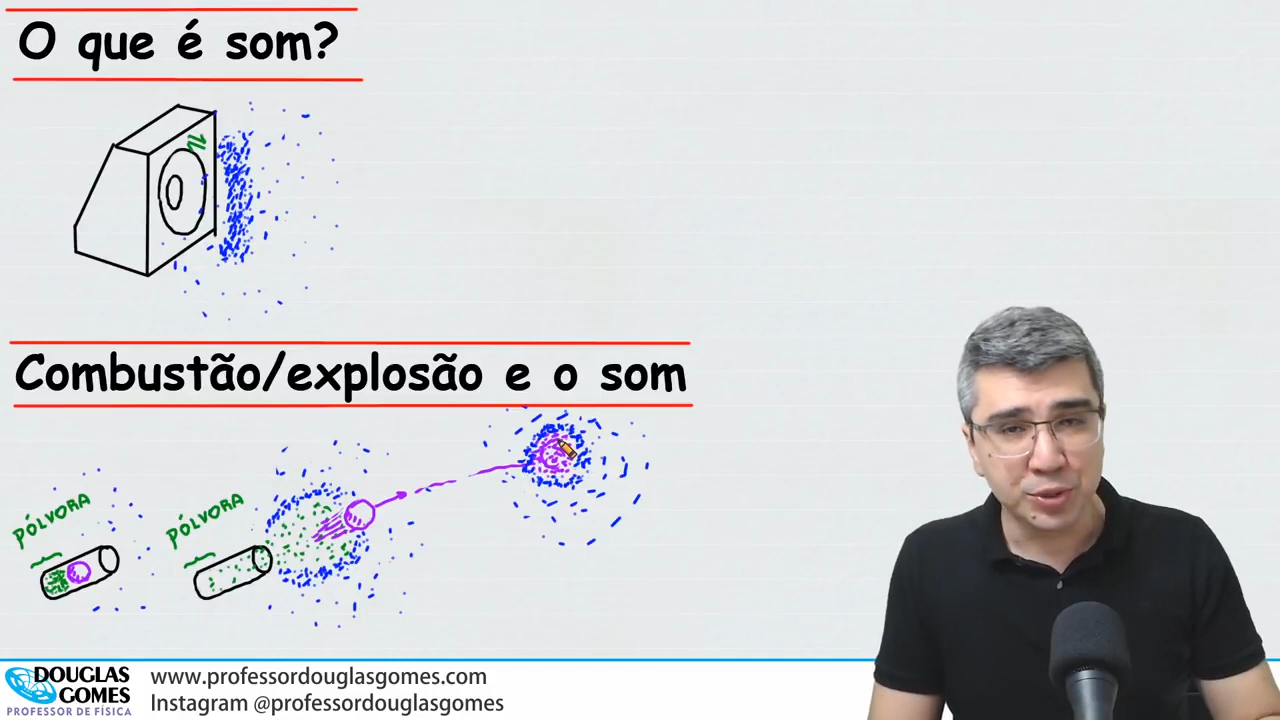 O que é som?
Combustão/explosão e o som
PÓLVORA
PÓLVORA
DOUGLAS
GOMES
PROFESSOR DE FÍSICA
www.professordouglasgomes.com
Instagram @professordouglasgomes